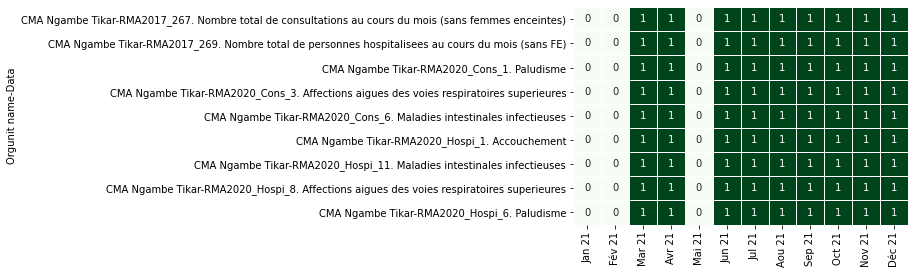 CMA Ngambe Tikar-RMA2017_267. Nombre total de consultations au cours du mois (sans femmes enceintes) 0 0 1 1 0 1 1 1 1 1 1 1
CMA Ngambe Tikar-RMA2017_269. Nombre total de personnes hospitalisees au cours du mois (sans FE) 0 0 1 1 0 1 1 1 1 1 1 1
CMA Ngambe Tikar-RMA2020_Cons_1. Paludisme 0 0 1 1 0 1 1 1 1 1 1 1
CMA Ngambe Tikar-RMA2020_Cons_3. Affections aigues des voies respiratoires superieures 0 0 1 1 0 1 1 1 1 1 1 1
CMA Ngambe Tikar-RMA2020_Cons_6. Maladies intestinales infectieuses 0 0 1 1 0 1 1 1 1 1 1 1
CMA Ngambe Tikar-RMA2020_Hospi_1. Accouchement 0 0 1 1 0 1 1 1 1 1 1 1
CMA Ngambe Tikar-RMA2020_Hospi_11. Maladies intestinales infectieuses 0 0 1 1 0 1 1 1 1 1 1 1
CMA Ngambe Tikar-RMA2020_Hospi_8. Affections aigues des voies respiratoires superieures 0 0 1 1 0 1 1 1 1 1 1 1
CMA Ngambe Tikar-RMA2020_Hospi_6. Paludisme 0 0 1 1 0 1 1 1 1 1 1 1
Orgunit name-Data
Jan 21 Fév 21 Mar 21 Avr 21 Mai 21 Jun 21 Jul 21 Aou 21 Sep 21 Oct 21 Nov 21 Déc 21